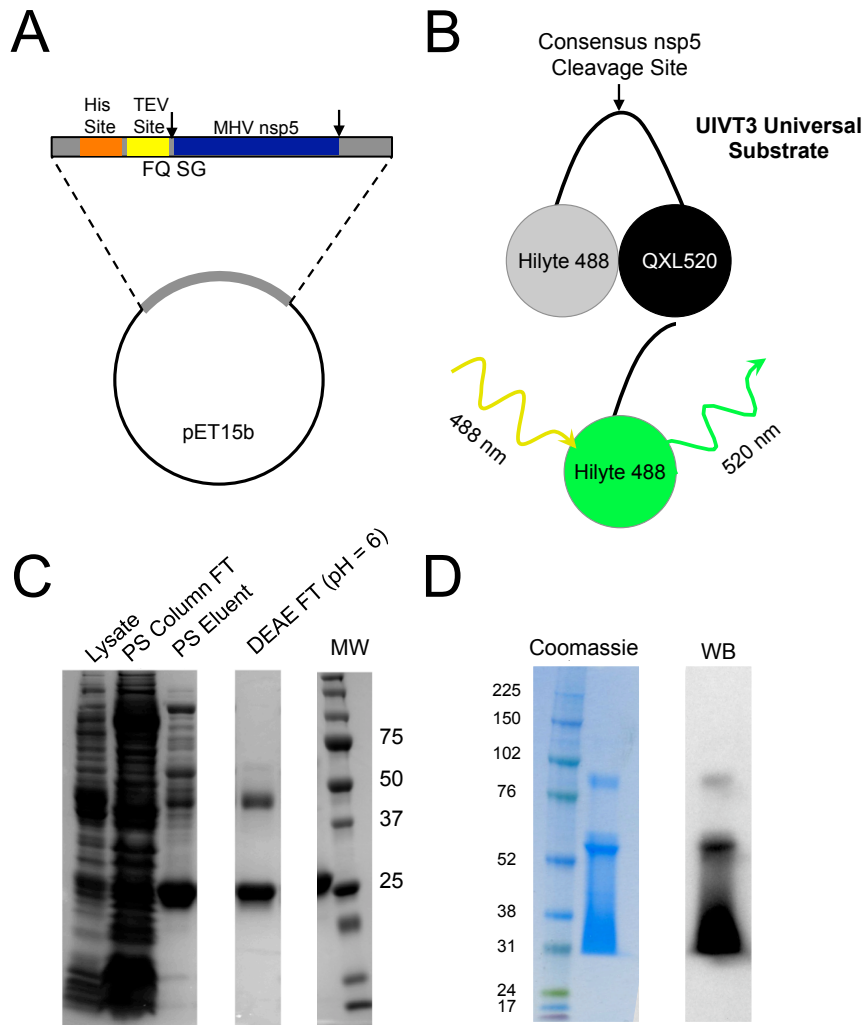 A
His
Site
TEV
Site
MHV nsp5
FQ SG
pET15b
B
Consensus nsp5
Cleavage Site
UIVT3 Universal
Substrate
Hilyte 488
QXL520
488 nm
Hilyte 488
520 nm
C
Lysate
PS Column FT
PS Eluent
DEAE FT (pH = 6)
MW
75
50
37
25
D
Coomassie
WB
225
150
102
76
52
38
31
24
17